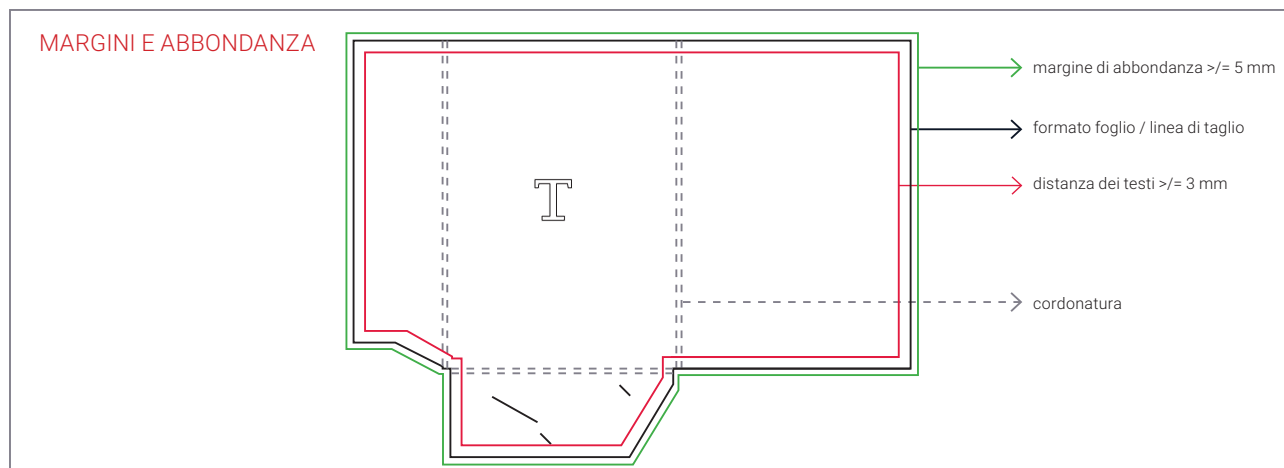 MARGINI E ABBONDANZA
margine di abbondanza >/= 5 mm
formato foglio / linea di taglio
distanza dei testi >/= 3 mm
T
cordonatura